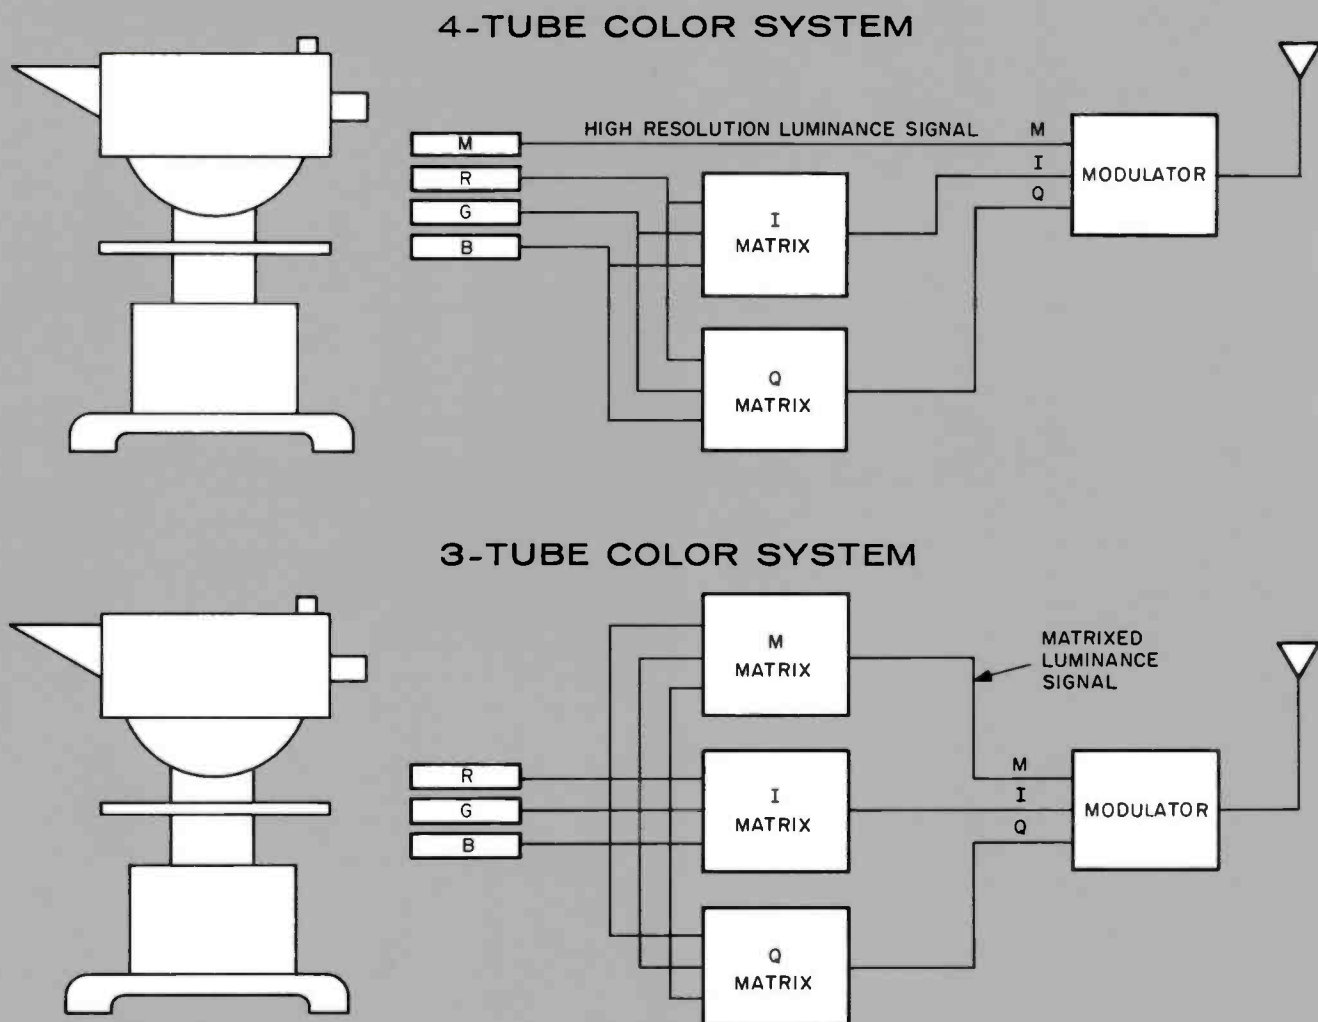 4-TUBE COLOR SYSTEM
HIGH RESOLUTION LUMINANCE SIGNAL
M
R
G
B
M
I
Q
I
MATRIX
Q
MATRIX
MODULATOR
3-TUBE COLOR SYSTEM
R
G
B
M
MATRIX
I
MATRIX
Q
MATRIX
MATRIXED
LUMINANCE
SIGNAL
M
I
Q
MODULATOR